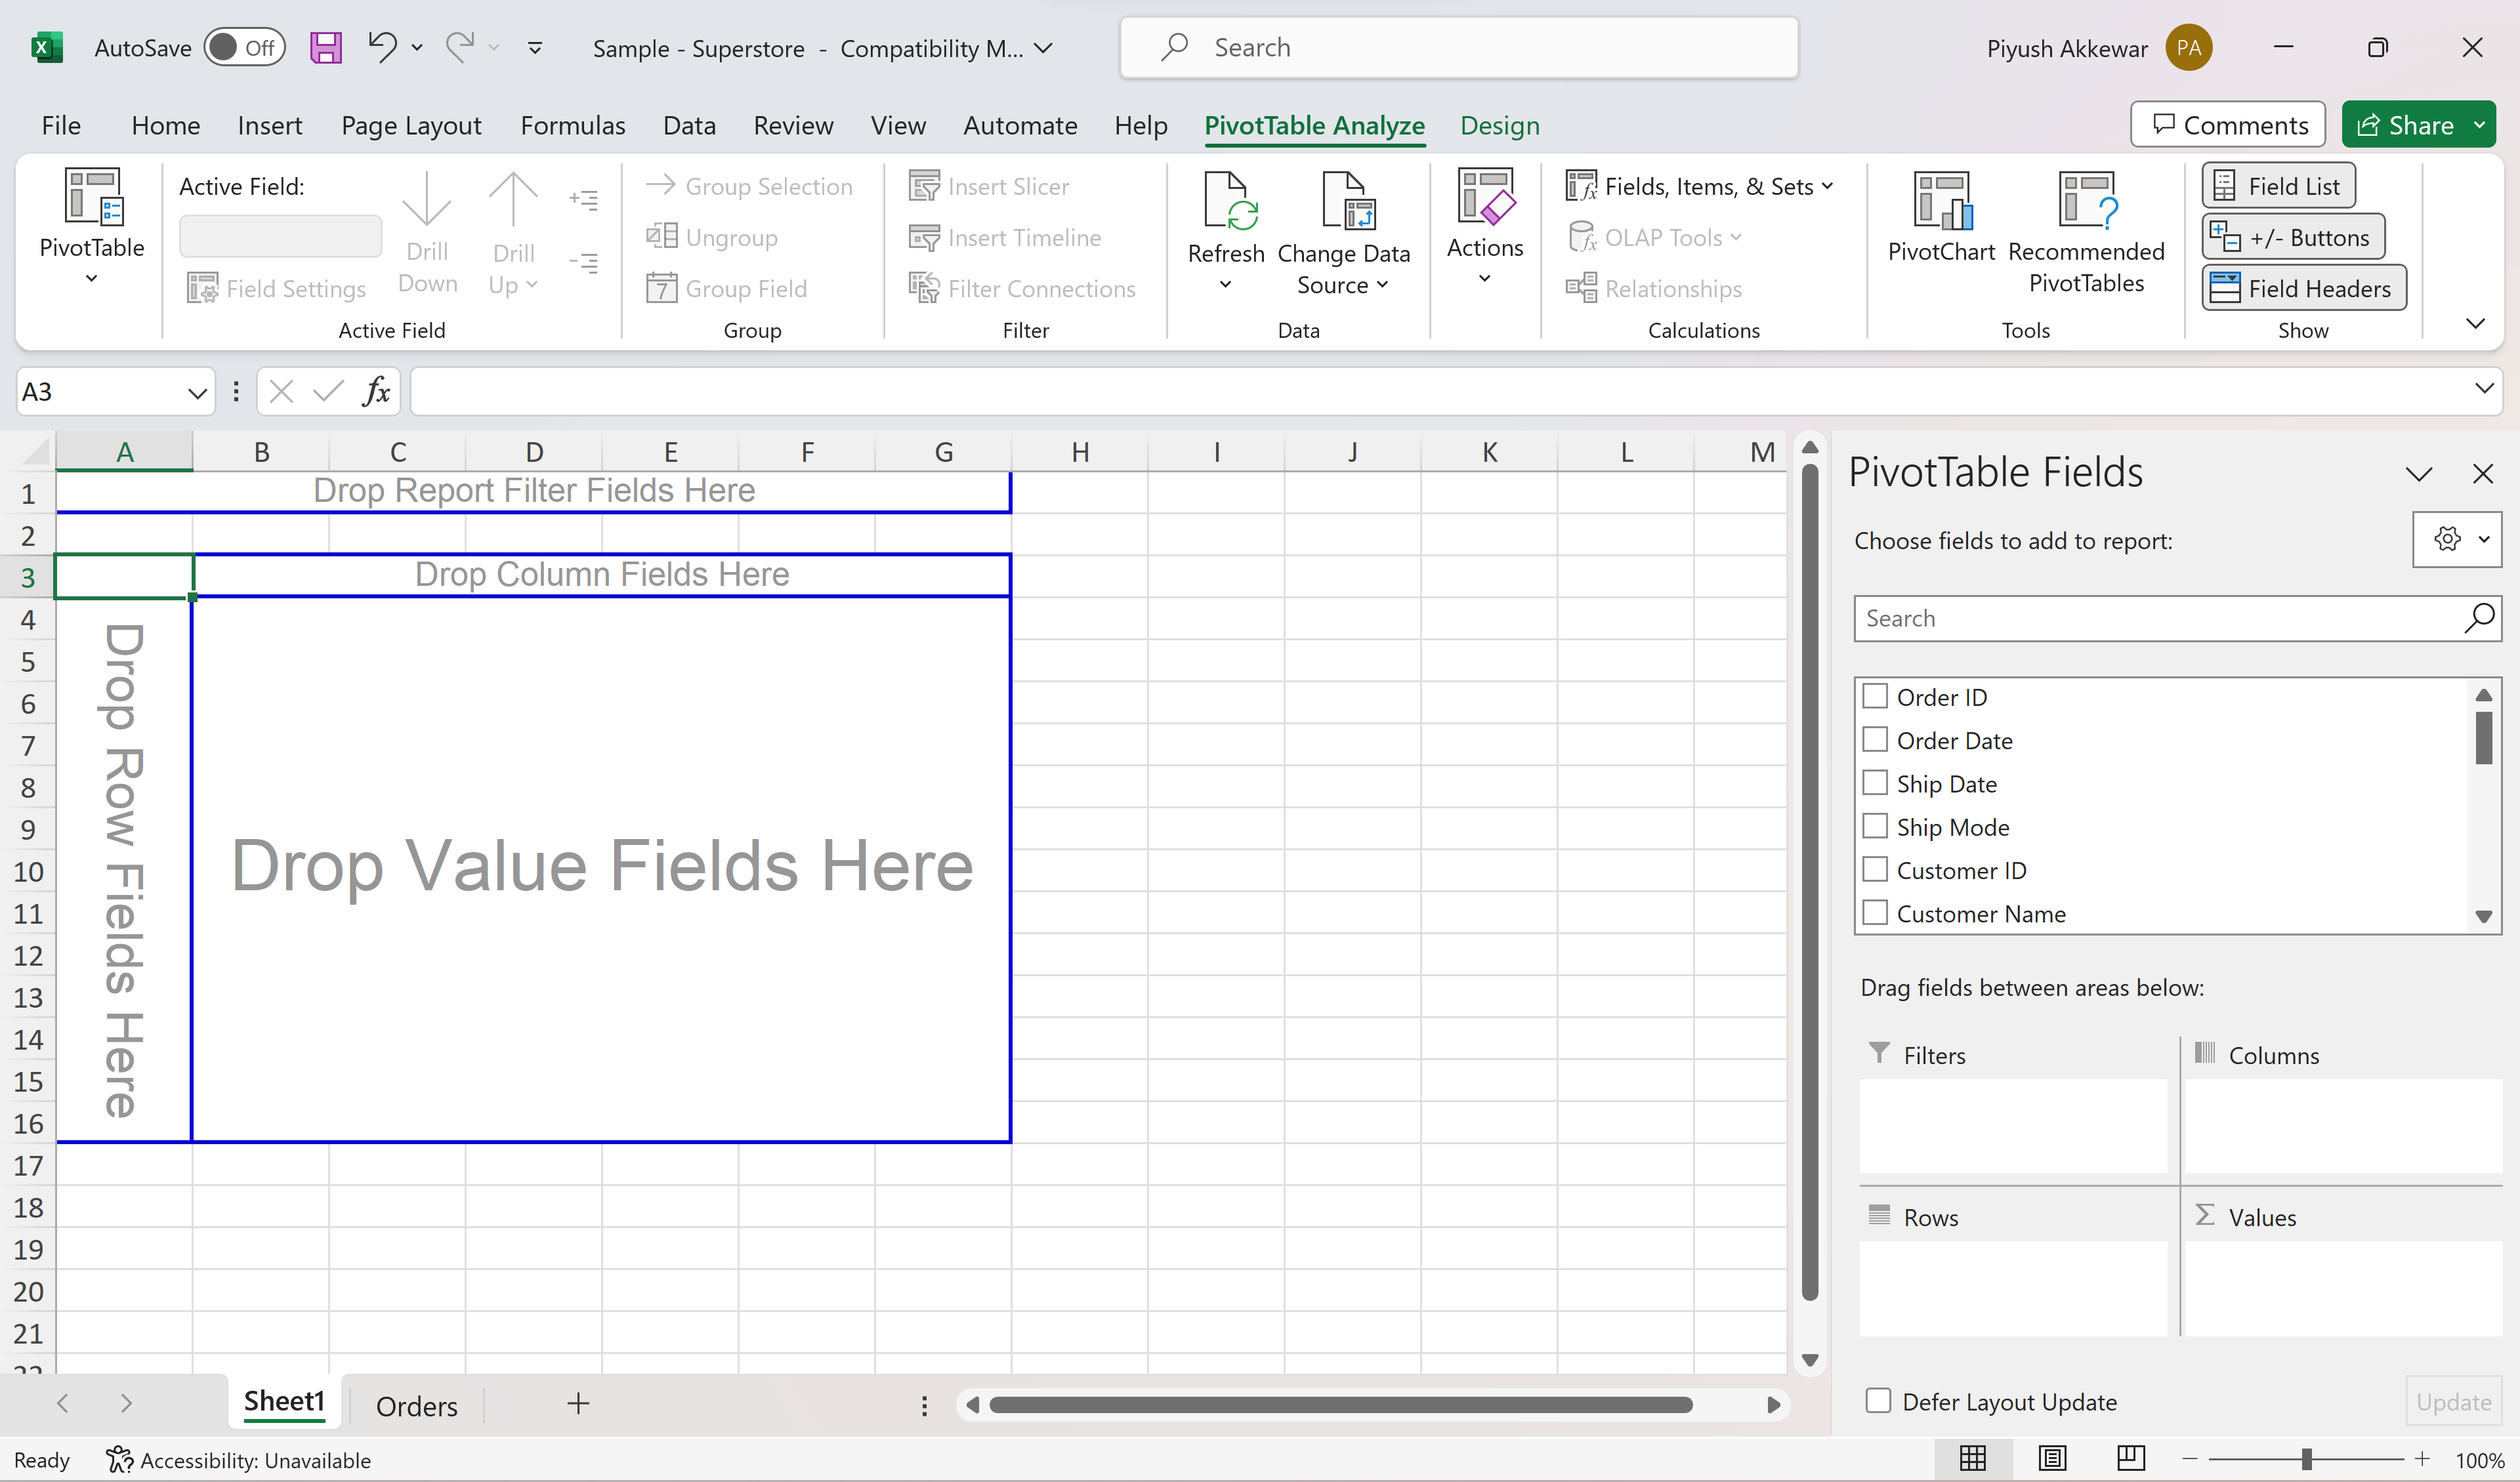 AutoSave Off Sample - Superstore - Compatibility M... Search Piyush Akkewar PA
File Home Insert Page Layout Formulas Data Review View Automate Help PivotTable Analyze Design Comments Share
PivotTable
Active Field:
Field Settings
Drill Down
Drill Up
Active Field
Group Selection
Ungroup
7 Group Field
Group
Insert Slicer
Insert Timeline
Filter Connections
Filter
Refresh
Change Data Source
Data
Actions
Fields, Items, & Sets
OLAP Tools
Relationships
Calculations
PivotChart
Recommended PivotTables
Tools
Field List
+/- Buttons
Field Headers
Show
A3 fx
A B C D E F G H I J K L M
1 Drop Report Filter Fields Here
2
3 Drop Column Fields Here
4
5
6
7
8
9
10
11
12
13
14
15
16
17
18
19
20
21
22
Drop Row Fields Here
Drop Value Fields Here
PivotTable Fields
Choose fields to add to report:
Search
Order ID
Order Date
Ship Date
Ship Mode
Customer ID
Customer Name
Drag fields between areas below:
Filters
Columns
Rows
Σ Values
Defer Layout Update Update
Sheet1 Orders
Ready Accessibility: Unavailable 100%